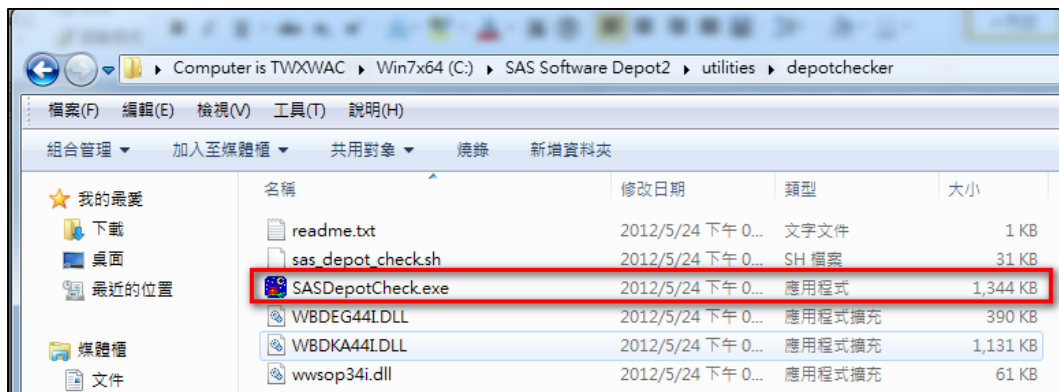 Computer is TWXWAC ▸ Win7x64 (C:) ▸ SAS Software Depot2 ▸ utilities ▸ depotchecker
檔案(F) 編輯(E) 檢視(V) 工具(T) 說明(H)
組合管理 ▼ 加入至媒體櫃 ▼ 共用對象 ▼ 燒錄 新增資料夾
我的最愛
下載
桌面
最近的位置
媒體櫃
文件
名稱 修改日期 類型 大小
readme.txt 2012/5/24 下午 0... 文字文件 1 KB
sas_depot_check.sh 2012/5/24 下午 0... SH 檔案 31 KB
SASDepotCheck.exe 2012/5/24 下午 0... 應用程式 1,344 KB
WBDEG44I.DLL 2012/5/24 下午 0... 應用程式擴充 390 KB
WBDKA44I.DLL 2012/5/24 下午 0... 應用程式擴充 1,131 KB
wwsop34i.dll 2012/5/24 下午 0... 應用程式擴充 61 KB